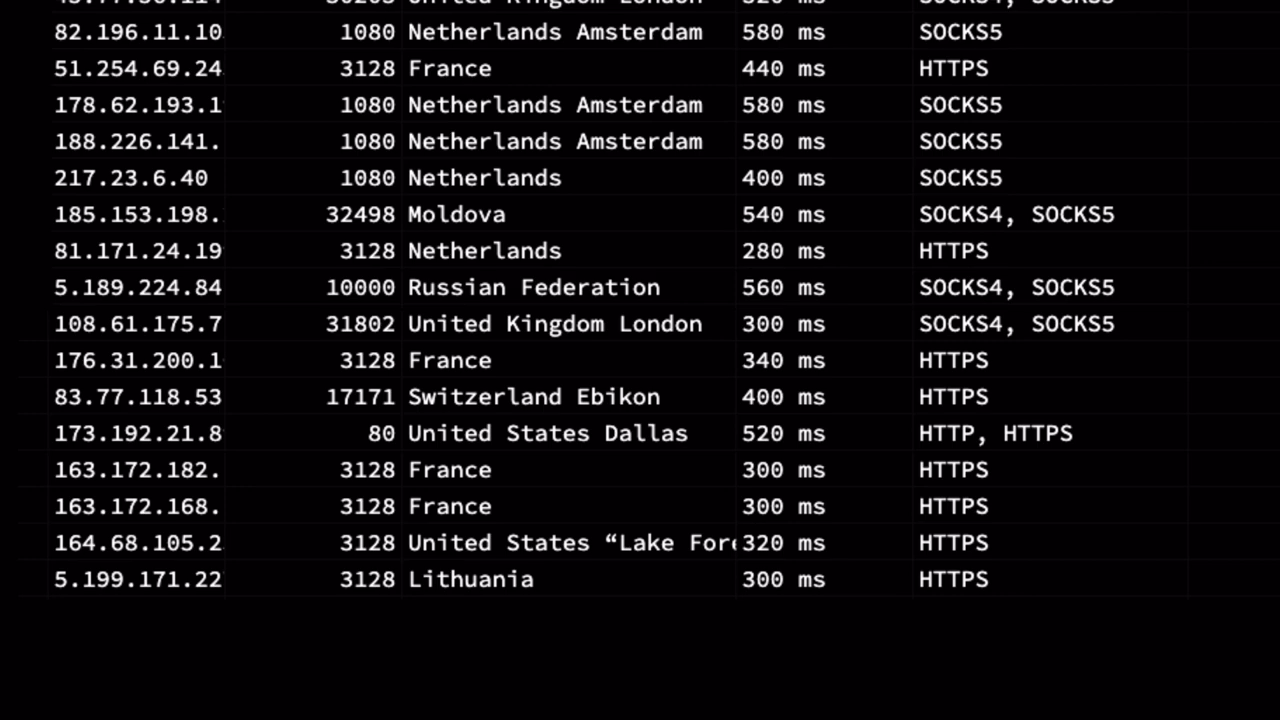 82.196.11.10 1080 Netherlands Amsterdam 580 ms SOCKS5
51.254.69.24 3128 France 440 ms HTTPS
178.62.193.1 1080 Netherlands Amsterdam 580 ms SOCKS5
188.226.141. 1080 Netherlands Amsterdam 580 ms SOCKS5
217.23.6.40 1080 Netherlands 400 ms SOCKS5
185.153.198. 32498 Moldova 540 ms SOCKS4, SOCKS5
81.171.24.19 3128 Netherlands 280 ms HTTPS
5.189.224.84 10000 Russian Federation 560 ms SOCKS4, SOCKS5
108.61.175.7 31802 United Kingdom London 300 ms SOCKS4, SOCKS5
176.31.200.1 3128 France 340 ms HTTPS
83.77.118.53 17171 Switzerland Ebikon 400 ms HTTPS
173.192.21.8 80 United States Dallas 520 ms HTTP, HTTPS
163.172.182. 3128 France 300 ms HTTPS
163.172.168. 3128 France 300 ms HTTPS
164.68.105.2 3128 United States “Lake Fore 320 ms HTTPS
5.199.171.22 3128 Lithuania 300 ms HTTPS